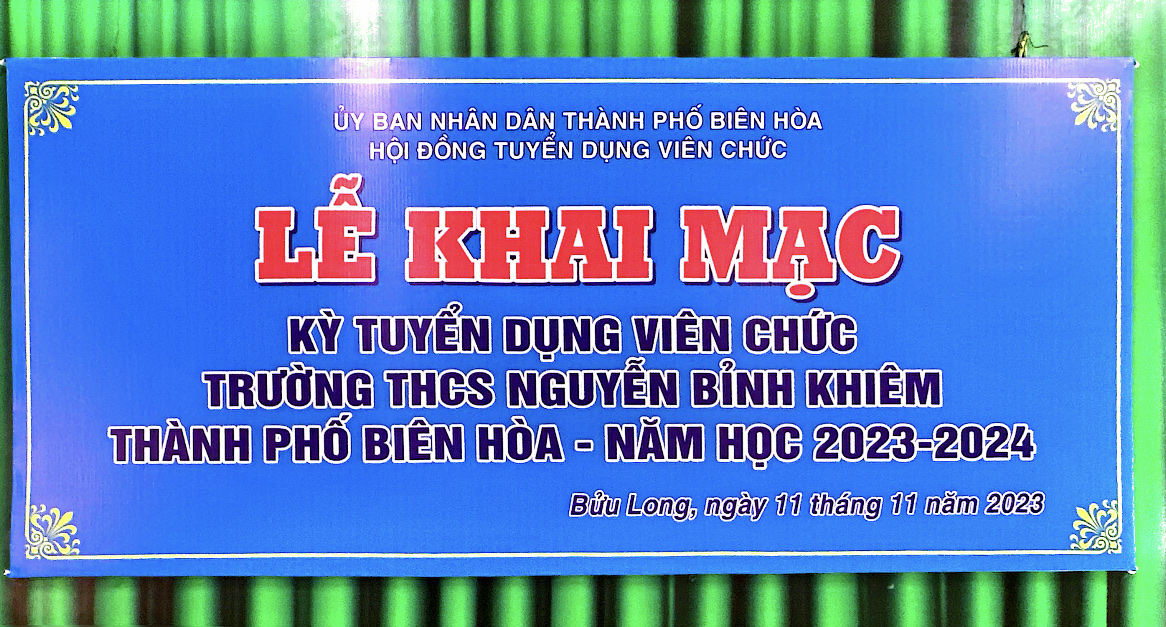 ỦY BAN NHÂN DÂN THÀNH PHỐ BIÊN HÒA
HỘI ĐỒNG TUYỂN DỤNG VIÊN CHỨC
LỄ KHAI MẠC
KỲ TUYỂN DỤNG VIÊN CHỨC
TRƯỜNG THCS NGUYỄN BỈNH KHIÊM
THÀNH PHỐ BIÊN HÒA - NĂM HỌC 2023-2024
Bửu Long, ngày 11 tháng 11 năm 2023